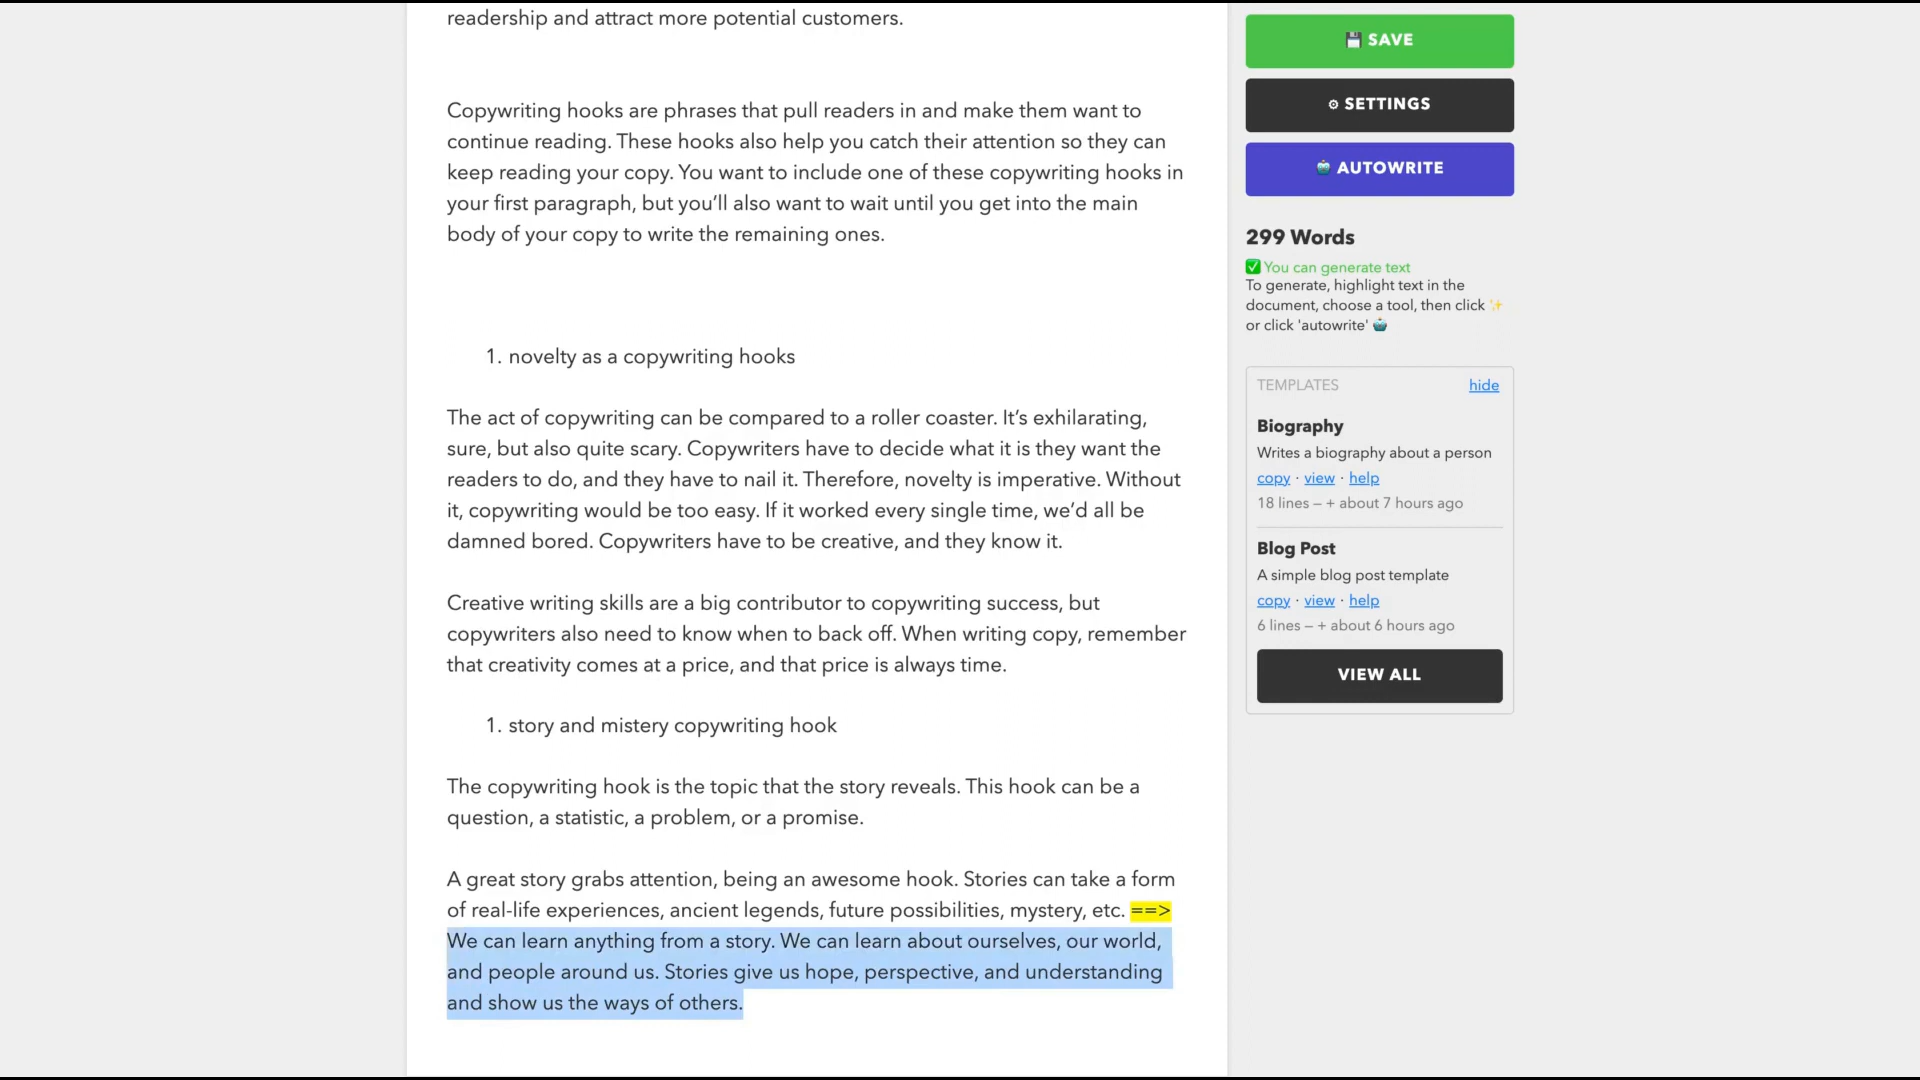 readership and attract more potential customers.
Copywriting hooks are phrases that pull readers in and make them want to
continue reading. These hooks also help you catch their attention so they can
keep reading your copy. You want to include one of these copywriting hooks in
your first paragraph, but you’ll also want to wait until you get into the main
body of your copy to write the remaining ones.
1. novelty as a copywriting hooks
The act of copywriting can be compared to a roller coaster. It’s exhilarating,
sure, but also quite scary. Copywriters have to decide what it is they want the
readers to do, and they have to nail it. Therefore, novelty is imperative. Without
it, copywriting would be too easy. If it worked every single time, we’d all be
damned bored. Copywriters have to be creative, and they know it.
Creative writing skills are a big contributor to copywriting success, but
copywriters also need to know when to back off. When writing copy, remember
that creativity comes at a price, and that price is always time.
1. story and mistery copywriting hook
The copywriting hook is the topic that the story reveals. This hook can be a
question, a statistic, a problem, or a promise.
A great story grabs attention, being an awesome hook. Stories can take a form
of real-life experiences, ancient legends, future possibilities, mystery, etc. ==>
We can learn anything from a story. We can learn about ourselves, our world,
and people around us. Stories give us hope, perspective, and understanding
and show us the ways of others.
💾 SAVE
⚙ SETTINGS
🤖 AUTOWRITE
299 Words
✅ You can generate text
To generate, highlight text in the
document, choose a tool, then click ✨
or click 'autowrite' 🤖
TEMPLATES hide
Biography
Writes a biography about a person
copy · view · help
18 lines — + about 7 hours ago
Blog Post
A simple blog post template
copy · view · help
6 lines — + about 6 hours ago
VIEW ALL